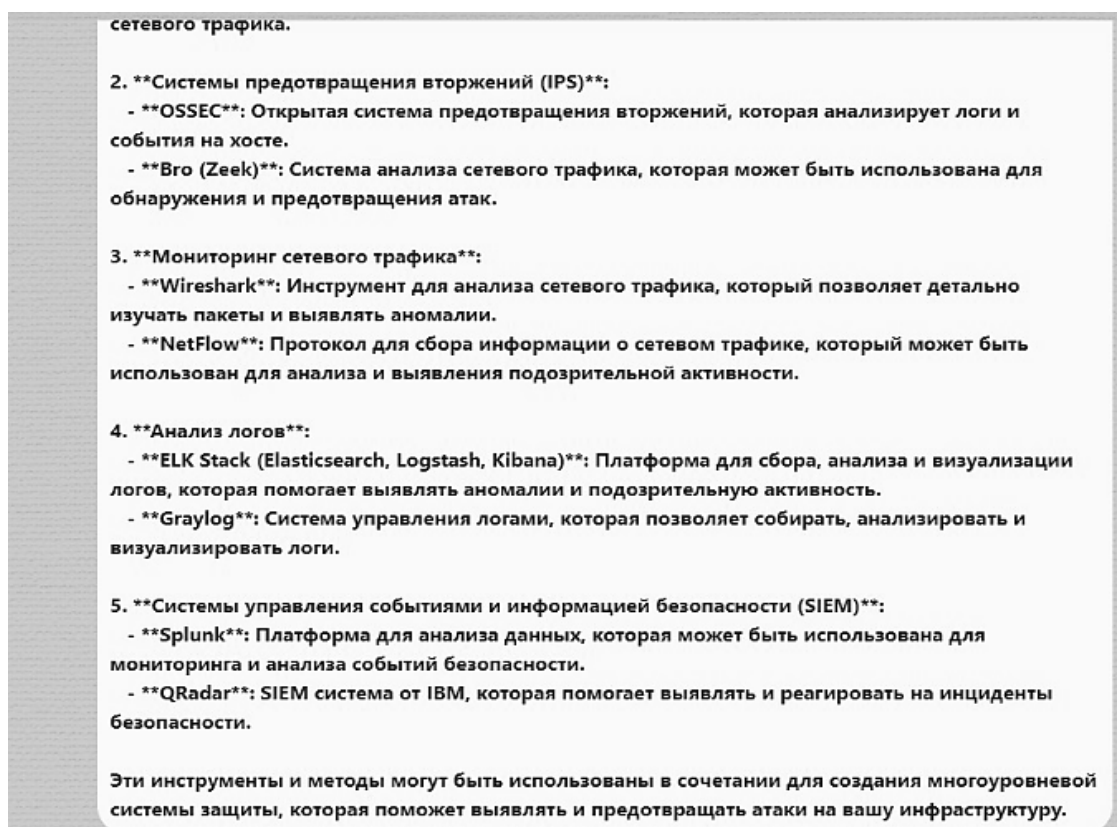 сетевого трафика.
2. **Системы предотвращения вторжений (IPS)**:
- **OSSEC**: Открытая система предотвращения вторжений, которая анализирует логи и
события на хосте.
- **Bro (Zeek)**: Система анализа сетевого трафика, которая может быть использована для
обнаружения и предотвращения атак.
3. **Мониторинг сетевого трафика**:
- **Wireshark**: Инструмент для анализа сетевого трафика, который позволяет детально
изучать пакеты и выявлять аномалии.
- **NetFlow**: Протокол для сбора информации о сетевом трафике, который может быть
использован для анализа и выявления подозрительной активности.
4. **Анализ логов**:
- **ELK Stack (Elasticsearch, Logstash, Kibana)**: Платформа для сбора, анализа и визуализации
логов, которая помогает выявлять аномалии и подозрительную активность.
- **Graylog**: Система управления логами, которая позволяет собирать, анализировать и
визуализировать логи.
5. **Системы управления событиями и информацией безопасности (SIEM)**:
- **Splunk**: Платформа для анализа данных, которая может быть использована для
мониторинга и анализа событий безопасности.
- **QRadar**: SIEM система от IBM, которая помогает выявлять и реагировать на инциденты
безопасности.
Эти инструменты и методы могут быть использованы в сочетании для создания многоуровневой
системы защиты, которая поможет выявлять и предотвращать атаки на вашу инфраструктуру.